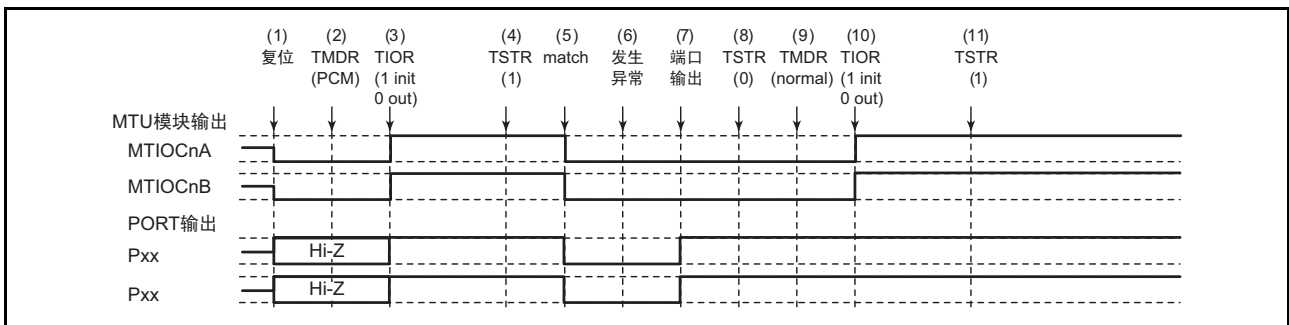 (1) (2) (3) (4) (5) (6) (7) (8) (9) (10) (11)
复位 TMDR TIOR TSTR match 发生 端口 TSTR TMDR TIOR TSTR
(PCM) (1 init (1) 异常 输出 (0) (normal) (1 init (1)
0 out) 0 out)
MTU模块输出
MTIOCnA
MTIOCnB
PORT输出
Pxx Hi-Z
Pxx Hi-Z